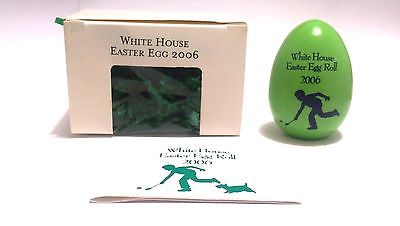 WHITE HOUSE
EASTER EGG 2006
White House
Easter Egg Roll
2006
White House
Easter Egg Roll
2006